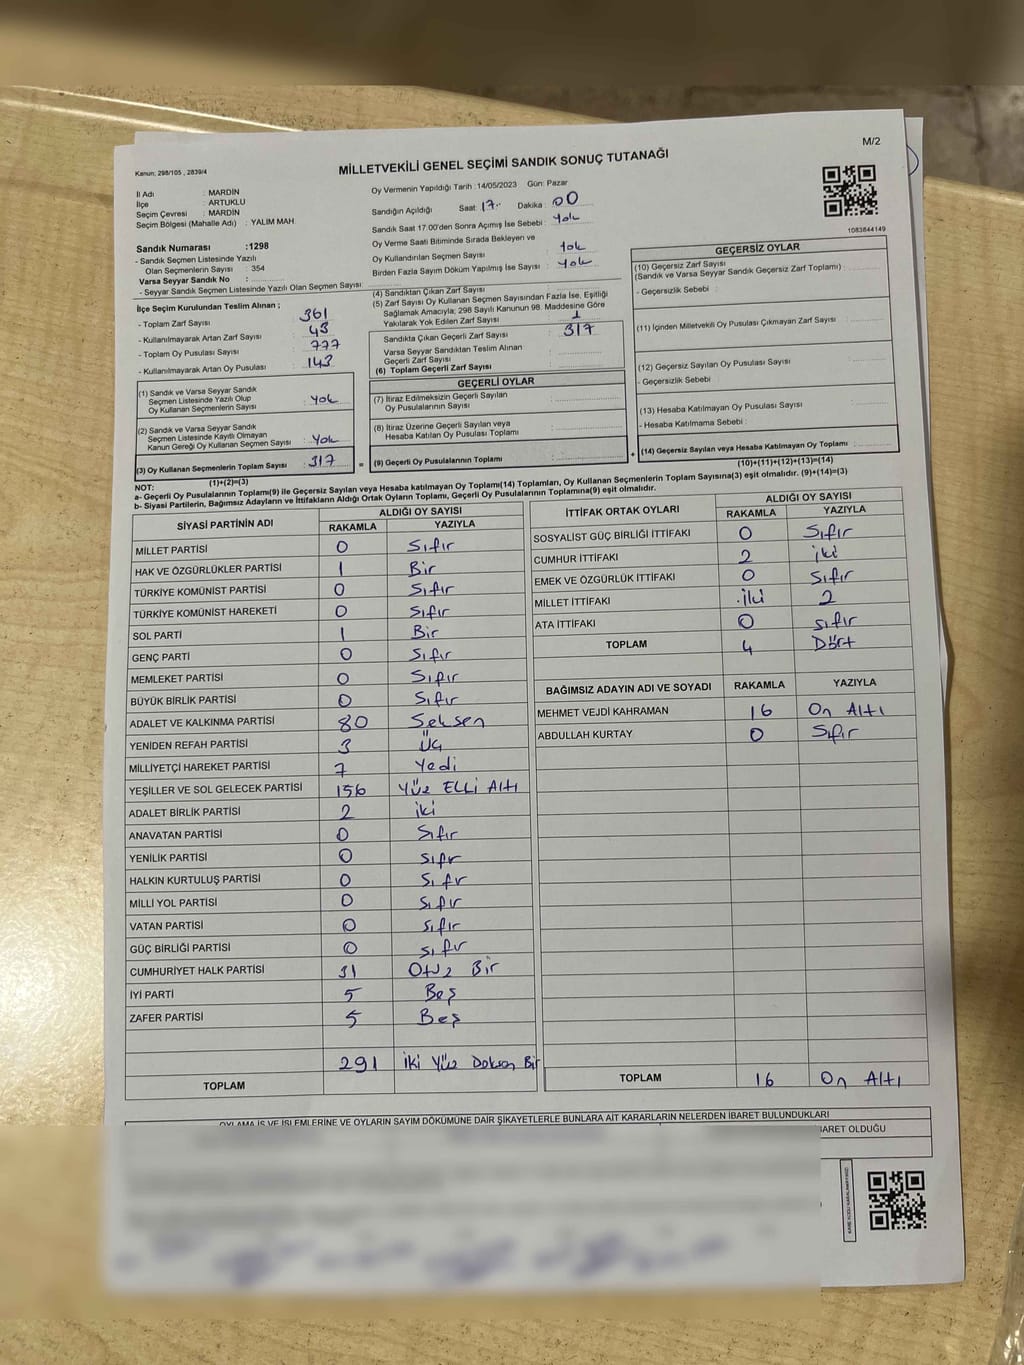 M/2
Kanun: 298/105 , 2839/4
MİLLETVEKİLİ GENEL SEÇİMİ SANDIK SONUÇ TUTANAĞI
İl Adı : MARDİN
İlçe : ARTUKLU
Seçim Çevresi : MARDİN
Seçim Bölgesi (Mahalle Adı) : YALIM MAH.
Sandık Numarası :1298
- Sandık Seçmen Listesinde Yazılı
Olan Seçmenlerin Sayısı : 354
Varsa Seyyar Sandık No :
- Seyyar Sandık Seçmen Listesinde Yazılı Olan Seçmen Sayısı :
Oy Vermenin Yapıldığı Tarih :14/05/2023 Gün: Pazar
Sandığın Açıldığı Saat: 17 Dakika : 00
Sandık Saat 17.00'den Sonra Açılmış İse Sebebi : Yok
Oy Verme Saati Bitiminde Sırada Bekleyen ve
Oy Kullandırılan Seçmen Sayısı : Yok
Birden Fazla Sayım Döküm Yapılmış İse Sayısı : Yok
1083844149
İlçe Seçim Kurulundan Teslim Alınan ;
- Toplam Zarf Sayısı : 361
- Kullanılmayarak Artan Zarf Sayısı : 43
- Toplam Oy Pusulası Sayısı : 777
- Kullanılmayarak Artan Oy Pusulası : 143
(1) Sandık ve Varsa Seyyar Sandık
Seçmen Listesinde Yazılı Olup
Oy Kullanan Seçmenlerin Sayısı : Yok
(2) Sandık ve Varsa Seyyar Sandık
Seçmen Listesinde Kayıtlı Olmayan
Kanun Gereği Oy Kullanan Seçmen Sayısı : Yok
(3) Oy Kullanan Seçmenlerin Toplam Sayısı : 317
(1)+(2)=(3)
(4) Sandıktan Çıkan Zarf Sayısı :
(5) Zarf Sayısı Oy Kullanan Seçmen Sayısından Fazla İse, Eşitliği
Sağlamak Amacıyla; 298 Sayılı Kanunun 98. Maddesine Göre
Yakılarak Yok Edilen Zarf Sayısı : 1
Sandıkta Çıkan Geçerli Zarf Sayısı : 317
Varsa Seyyar Sandıktan Teslim Alınan
Geçerli Zarf Sayısı
(6) Toplam Geçerli Zarf Sayısı :
GEÇERLİ OYLAR
(7) İtiraz Edilmeksizin Geçerli Sayılan
Oy Pusulalarının Sayısı :
(8) İtiraz Üzerine Geçerli Sayılan veya
Hesaba Katılan Oy Pusulası Toplamı :
= (9) Geçerli Oy Pusulalarının Toplamı :
GEÇERSİZ OYLAR
(10) Geçersiz Zarf Sayısı
(Sandık ve Varsa Seyyar Sandık Geçersiz Zarf Toplamı) :
- Geçersizlik Sebebi :
(11) İçinden Milletvekili Oy Pusulası Çıkmayan Zarf Sayısı :
(12) Geçersiz Sayılan Oy Pusulası Sayısı :
- Geçersizlik Sebebi :
(13) Hesaba Katılmayan Oy Pusulası Sayısı :
- Hesaba Katılmama Sebebi :
+ (14) Geçersiz Sayılan veya Hesaba Katılmayan Oy Toplamı :
(10)+(11)+(12)+(13)=(14)
NOT:
a- Geçerli Oy Pusulalarının Toplamı(9) ile Geçersiz Sayılan veya Hesaba katılmayan Oy Toplamı(14) Toplamları, Oy Kullanan Seçmenlerin Toplam Sayısına(3) eşit olmalıdır. (9)+(14)=(3)
b- Siyasi Partilerin, Bağımsız Adayların ve İttifakların Aldığı Ortak Oyların Toplamı, Geçerli Oy Pusulalarının Toplamına(9) eşit olmalıdır.
SİYASİ PARTİNİN ADI ALDIĞI OY SAYISI
RAKAMLA YAZIYLA
MİLLET PARTİSİ 0 Sıfır
HAK VE ÖZGÜRLÜKLER PARTİSİ 1 Bir
TÜRKİYE KOMÜNİST PARTİSİ 0 Sıfır
TÜRKİYE KOMÜNİST HAREKETİ 0 Sıfır
SOL PARTİ 1 Bir
GENÇ PARTİ 0 Sıfır
MEMLEKET PARTİSİ 0 Sıfır
BÜYÜK BİRLİK PARTİSİ 0 Sıfır
ADALET VE KALKINMA PARTİSİ 80 Seksen
YENİDEN REFAH PARTİSİ 3 Üç
MİLLİYETÇİ HAREKET PARTİSİ 7 Yedi
YEŞİLLER VE SOL GELECEK PARTİSİ 156 Yüz ELLİ Altı
ADALET BİRLİK PARTİSİ 2 iki
ANAVATAN PARTİSİ 0 Sıfır
YENİLİK PARTİSİ 0 Sıfır
HALKIN KURTULUŞ PARTİSİ 0 Sıfır
MİLLİ YOL PARTİSİ 0 Sıfır
VATAN PARTİSİ 0 Sıfır
GÜÇ BİRLİĞİ PARTİSİ 0 Sıfır
CUMHURİYET HALK PARTİSİ 31 Otuz Bir
İYİ PARTİ 5 Beş
ZAFER PARTİSİ 5 Beş
TOPLAM 291 iki Yüz Doksan Bir
İTTİFAK ORTAK OYLARI ALDIĞI OY SAYISI
RAKAMLA YAZIYLA
SOSYALİST GÜÇ BİRLİĞİ İTTİFAKI 0 Sıfır
CUMHUR İTTİFAKI 2 iki
EMEK VE ÖZGÜRLÜK İTTİFAKI 0 Sıfır
MİLLET İTTİFAKI iki 2
ATA İTTİFAKI 0 sıfır
TOPLAM 4 Dört
BAĞIMSIZ ADAYIN ADI VE SOYADI RAKAMLA YAZIYLA
MEHMET VEJDİ KAHRAMAN 16 On Altı
ABDULLAH KURTAY 0 Sıfır
TOPLAM 16 On Altı
OYLAMA İŞ VE İŞLEMLERİNE VE OYLARIN SAYIM DÖKÜMÜNE DAİR ŞİKAYETLERLE BUNLARA AİT KARARLARIN NELERDEN İBARET BULUNDUKLARI
İBARET OLDUĞU